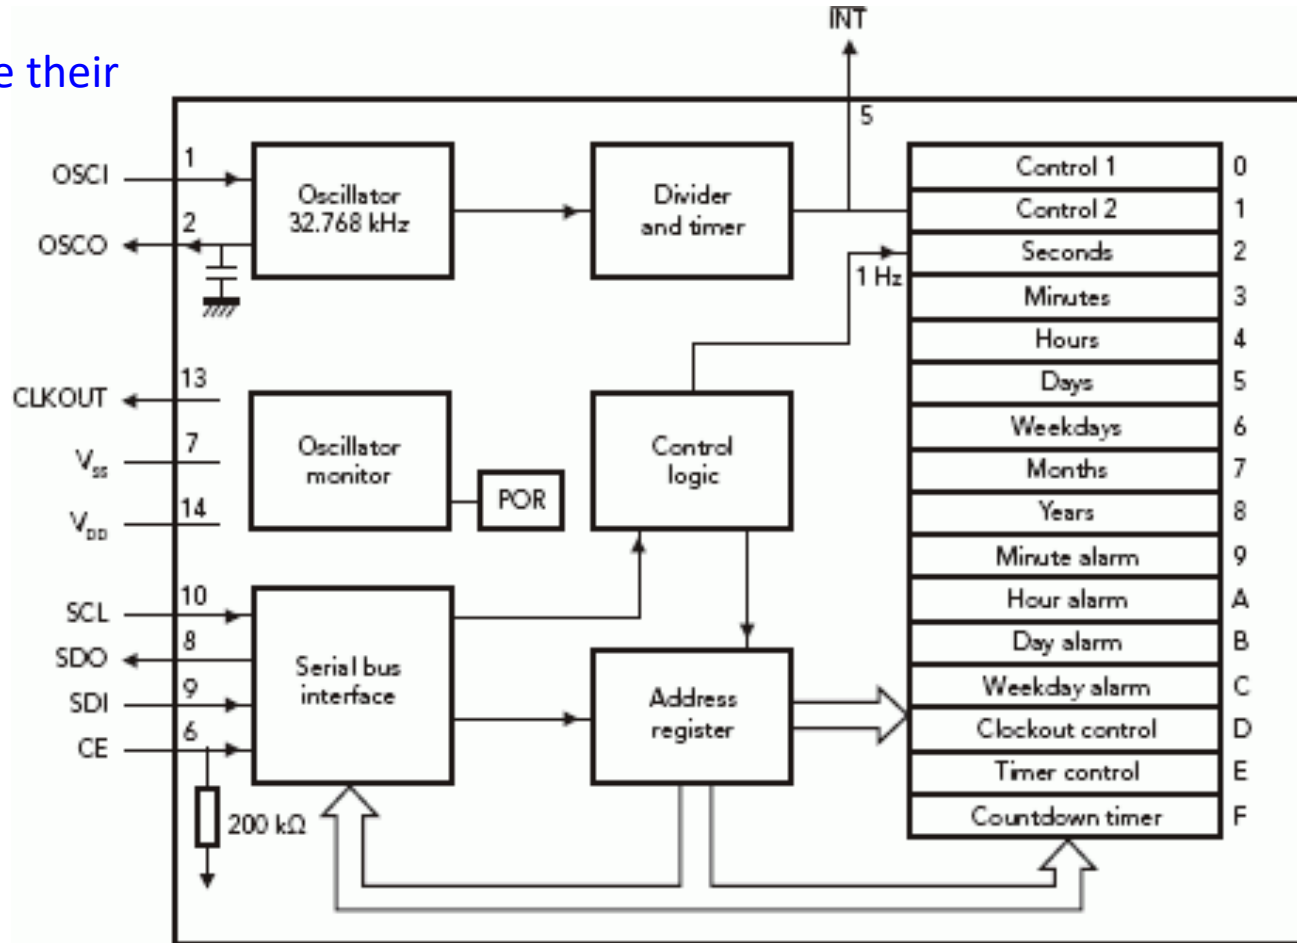 INT
e their
5
OSCI
1
OSCO
2
Oscillator
32.768 kHz
Divider
and timer
1 Hz
Control 1 0
Control 2 1
Seconds 2
Minutes 3
Hours 4
Days 5
Weekdays 6
Months 7
Years 8
Minute alarm 9
Hour alarm A
Day alarm B
Weekday alarm C
Clockout control D
Timer control E
Countdown timer F
CLKOUT
13
Vss
7
VDD
14
Oscillator
monitor
POR
Control
logic
SCL
10
SDO
8
SDI
9
CE
6
Serial bus
interface
Address
register
200 kΩ